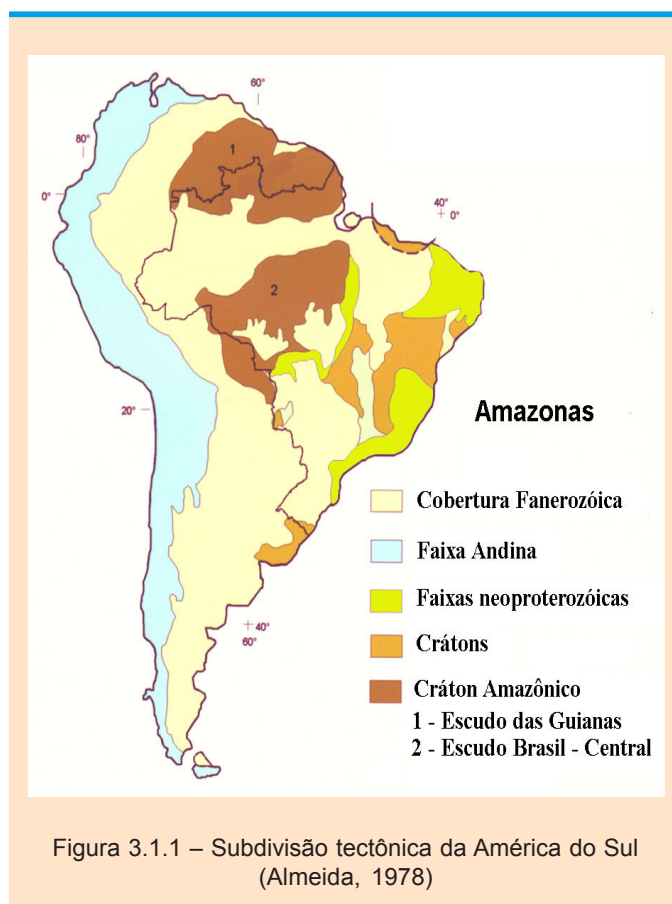 60°
80°
1
0°
40°
0°
2
20°
Amazonas
Cobertura Fanerozóica
Faixa Andina
Faixas neoproterozóicas
40°
60°
Crátons
Cráton Amazônico
1 - Escudo das Guianas
2 - Escudo Brasil - Central
Figura 3.1.1 – Subdivisão tectônica da América do Sul
(Almeida, 1978)